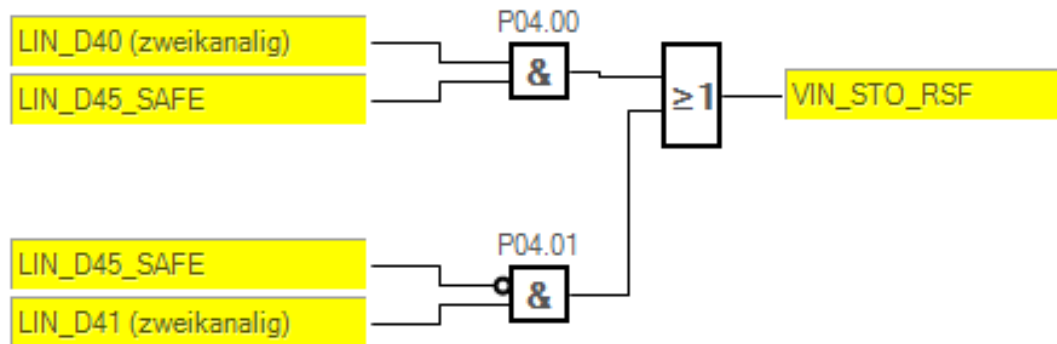 P04.00
LIN_D40 (zweikanalig)
LIN_D45_SAFE
&
≥1
VIN_STO_RSF
P04.01
LIN_D45_SAFE
LIN_D41 (zweikanalig)
&